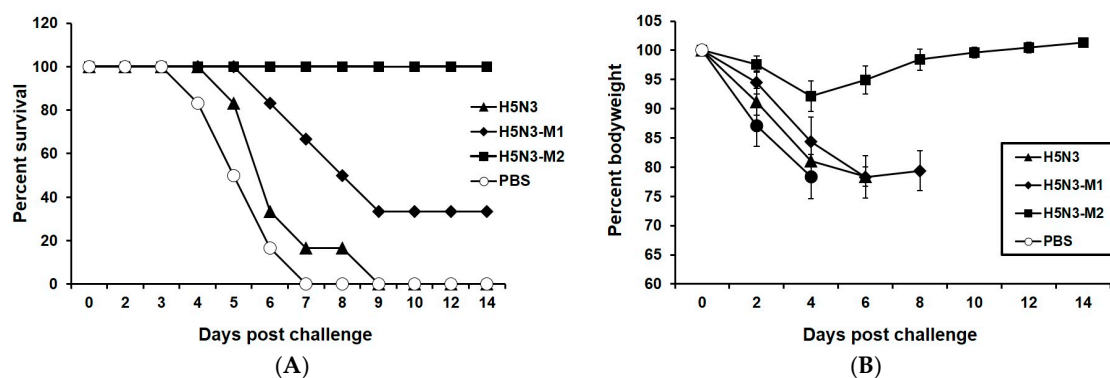 120
100
80
60
40
20
0
Percent survival
0 2 3 4 5 6 7 8 9 10 12 14
Days post challenge
H5N3
H5N3-M1
H5N3-M2
PBS
(A)
105
100
95
90
85
80
75
70
65
60
Percent bodyweight
0 2 4 6 8 10 12 14
Days post challenge
H5N3
H5N3-M1
H5N3-M2
PBS
(B)